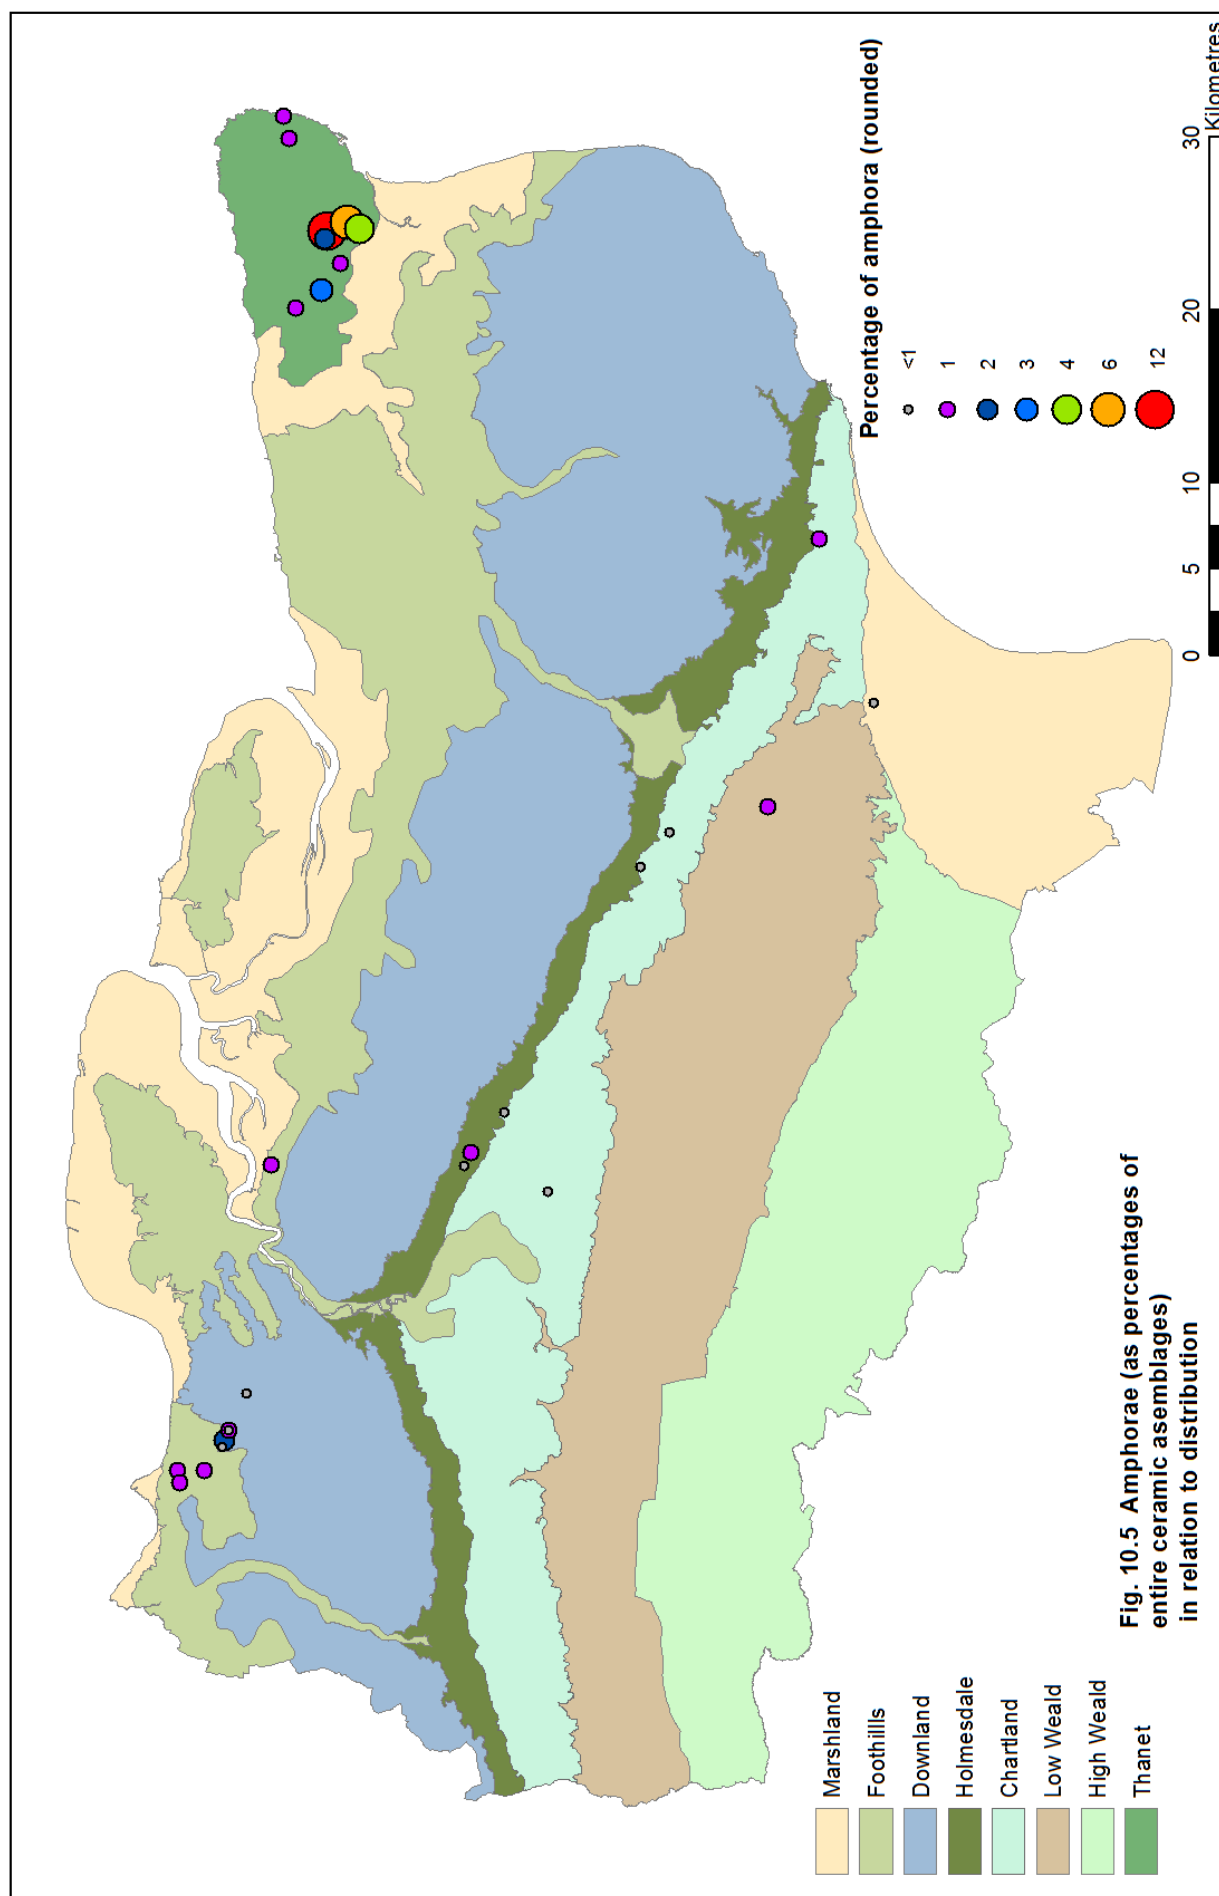 Percentage of amphora (rounded)
<1
1
2
3
4
6
12
0
5
10
20
30
Kilometres
Marshland
Foothillls
Downland
Holmesdale
Chartland
Low Weald
High Weald
Thanet
Fig. 10.5 Amphorae (as percentages of
entire ceramic asemblages)
in relation to distribution